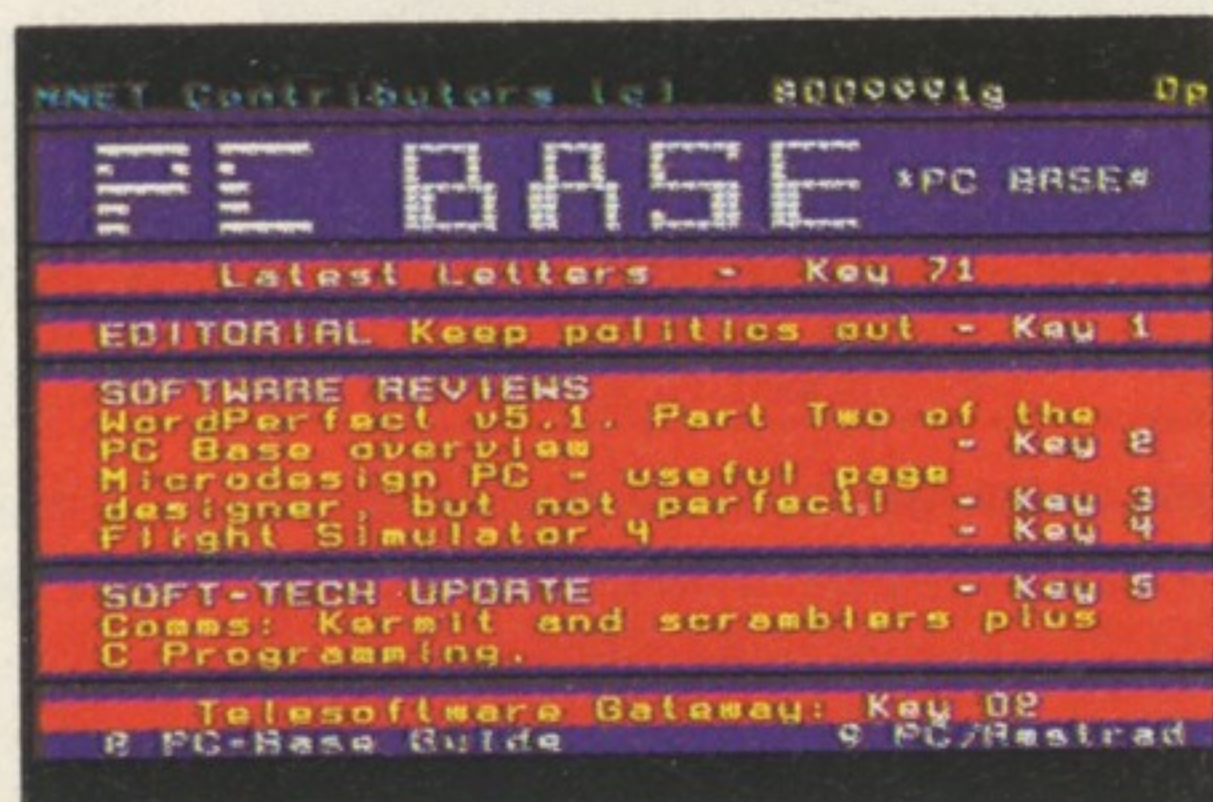 MNET Contributors (c) 8009991a 0p
PC BASE *PC BASE#
Latest Letters - Key 71
EDITORIAL Keep politics out - Key 1
SOFTWARE REVIEWS
WordPerfect v5.1. Part Two of the
PC Base overview - Key 2
Microdesign PC - useful page
designer, but not perfect! - Key 3
Flight Simulator 4 - Key 4
SOFT-TECH UPDATE - Key 5
Comms: Kermit and scramblers plus
C Programming.
Telesoftware Gateway: Key 02
8 PC-Base Guide 9 PC/Amstrad